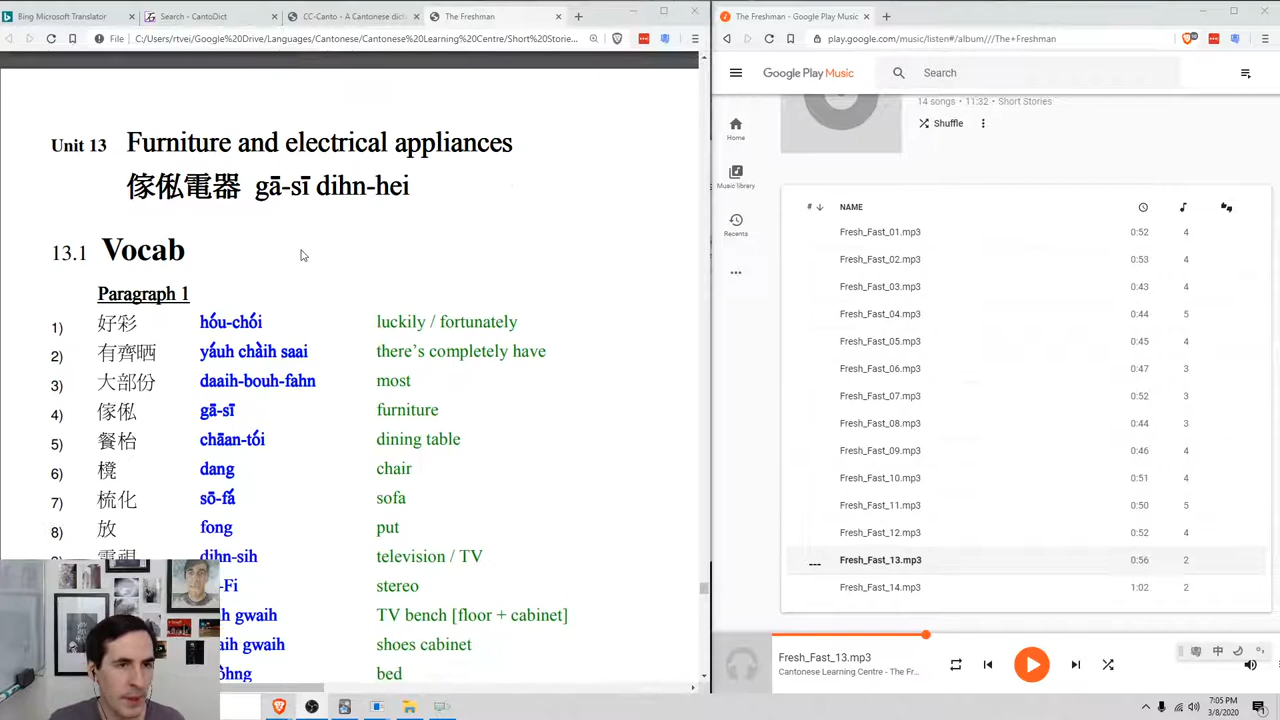 Bing Microsoft Translator
Search - CantoDict
CC-Canto - A Cantonese dict
The Freshman
File
C:/Users/rtvei/Google%20Drive/Languages/Cantonese/Cantonese%20Learning%20Centre/Short%20Storie...
Unit 13 Furniture and electrical appliances
傢俬電器 gā-sī dihn-hei
13.1 Vocab
Paragraph 1
1) 好彩 hóu-chói luckily / fortunately
2) 有齊晒 yáuh chàih saai there's completely have
3) 大部份 daaih-bouh-fahn most
4) 傢俬 gā-sī furniture
5) 餐枱 chāan-tói dining table
6) 櫈 dang chair
7) 梳化 sō-fá sofa
8) 放 fong put
電視 dihn-sih television / TV
-Fi stereo
h gwaih TV bench [floor + cabinet]
aih gwaih shoes cabinet
òhng bed
The Freshman - Google Play Music
play.google.com/music/listen#/album///The+Freshman
Google Play Music
Search
Home
Music library
Recents
14 songs • 11:32 • Short Stories
Shuffle
# NAME
Fresh_Fast_01.mp3 0:52 4
Fresh_Fast_02.mp3 0:53 4
Fresh_Fast_03.mp3 0:43 4
Fresh_Fast_04.mp3 0:44 5
Fresh_Fast_05.mp3 0:45 4
Fresh_Fast_06.mp3 0:47 3
Fresh_Fast_07.mp3 0:52 3
Fresh_Fast_08.mp3 0:44 3
Fresh_Fast_09.mp3 0:46 4
Fresh_Fast_10.mp3 0:51 4
Fresh_Fast_11.mp3 0:50 5
Fresh_Fast_12.mp3 0:52 4
Fresh_Fast_13.mp3 0:56 2
Fresh_Fast_14.mp3 1:02 2
Fresh_Fast_13.mp3
Cantonese Learning Centre - The Fr...
中
7:05 PM
3/8/2020